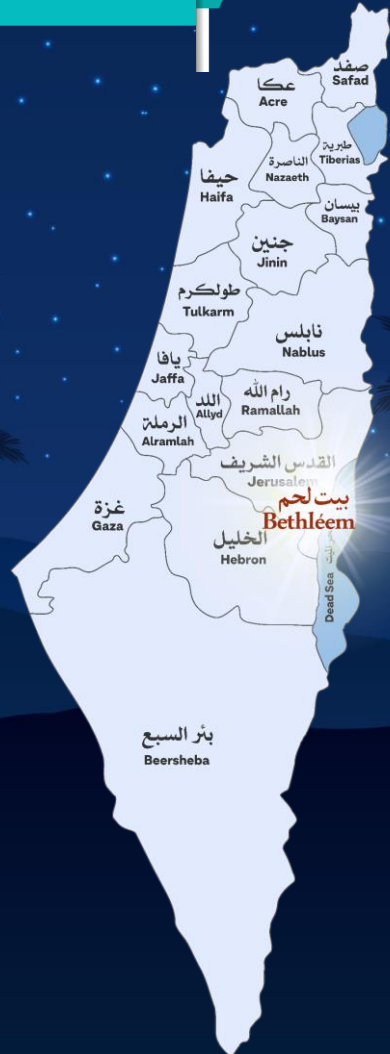 صفد
Safad
عكا
Acre
طبرية
Tiberias
الناصرة
Nazaeth
حيفا
Haifa
بيسان
Baysan
جنين
Jinin
طولكرم
Tulkarm
نابلس
Nablus
يافا
Jaffa
اللد
Allyd
رام الله
Ramallah
الرملة
Alramlah
القدس الشريف
Jerusalem
بيت لحم
Bethléem
غزة
Gaza
الخليل
Hebron
Dead Sea
بئر السبع
Beersheba